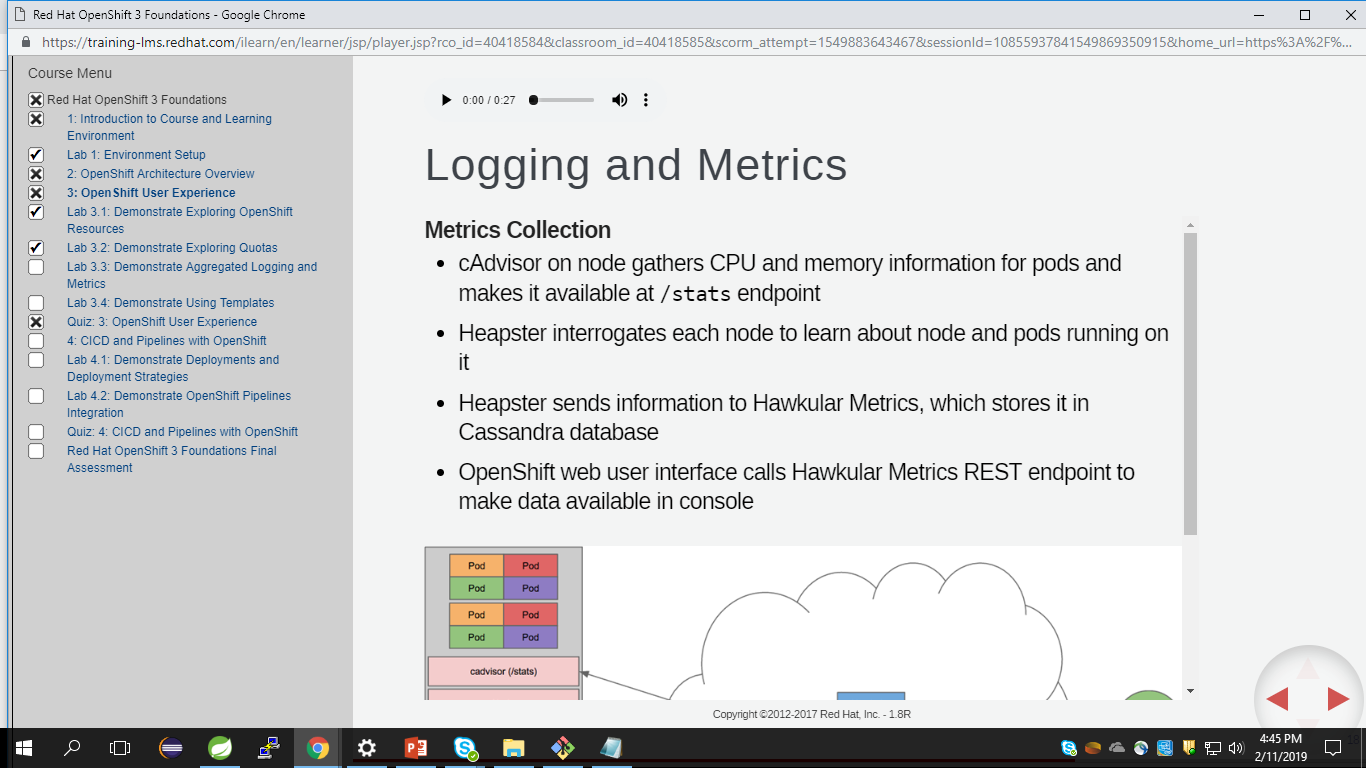 Red Hat OpenShift 3 Foundations - Google Chrome
https://training-lms.redhat.com/ilearn/en/learner/jsp/player.jsp?rco_id=40418584&classroom_id=40418585&scorm_attempt=1549883643467&sessionId=10855937841549869350915&home_url=https%3A%2F%...
Course Menu
Red Hat OpenShift 3 Foundations
1: Introduction to Course and Learning
Environment
Lab 1: Environment Setup
2: OpenShift Architecture Overview
3: OpenShift User Experience
Lab 3.1: Demonstrate Exploring OpenShift
Resources
Lab 3.2: Demonstrate Exploring Quotas
Lab 3.3: Demonstrate Aggregated Logging and
Metrics
Lab 3.4: Demonstrate Using Templates
Quiz: 3: OpenShift User Experience
4: CICD and Pipelines with OpenShift
Lab 4.1: Demonstrate Deployments and
Deployment Strategies
Lab 4.2: Demonstrate OpenShift Pipelines
Integration
Quiz: 4: CICD and Pipelines with OpenShift
Red Hat OpenShift 3 Foundations Final
Assessment
0:00 / 0:27
Logging and Metrics
Metrics Collection
• cAdvisor on node gathers CPU and memory information for pods and
makes it available at /stats endpoint
• Heapster interrogates each node to learn about node and pods running on
it
• Heapster sends information to Hawkular Metrics, which stores it in
Cassandra database
• OpenShift web user interface calls Hawkular Metrics REST endpoint to
make data available in console
Pod Pod
Pod Pod
Pod Pod
Pod Pod
cadvisor (/stats)
Copyright ©2012-2017 Red Hat, Inc. - 1.8R
4:45 PM
2/11/2019